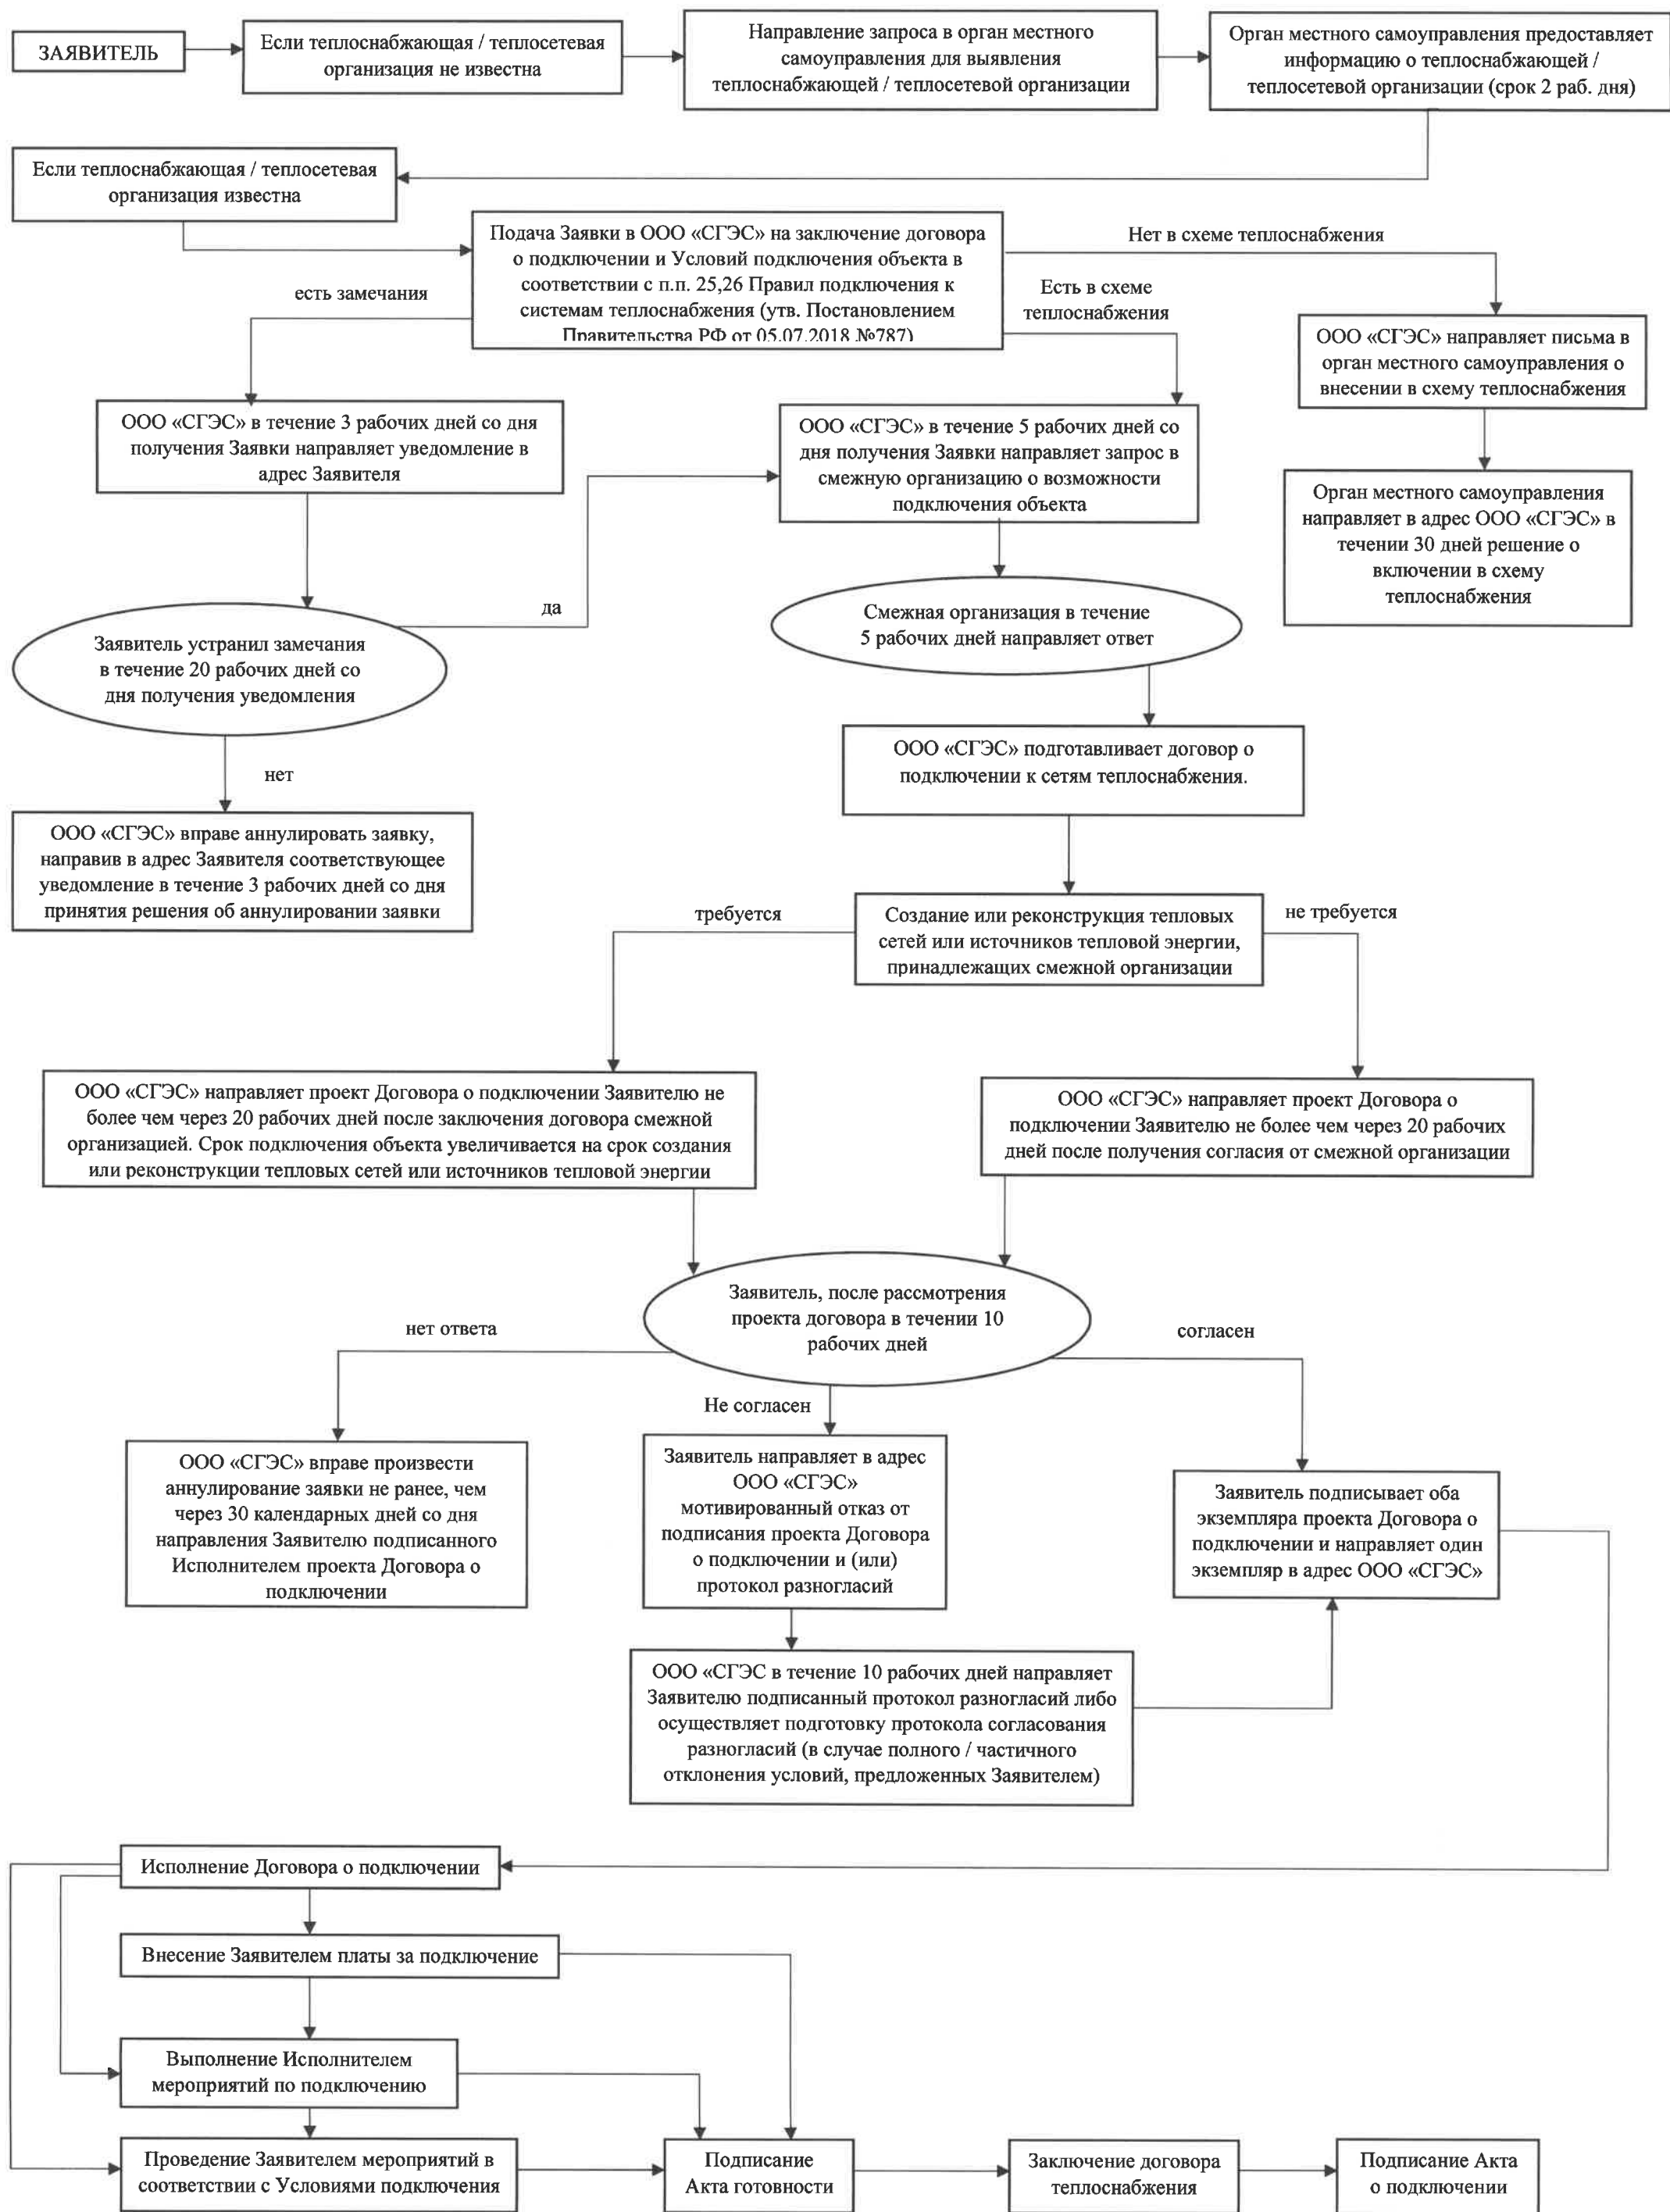 ЗАЯВИТЕЛЬ
Если теплоснабжающая / теплосетевая
организация не известна
Направление запроса в орган местного
самоуправления для выявления
теплоснабжающей / теплосетевой организации
Орган местного самоуправления предоставляет
информацию о теплоснабжающей /
теплосетевой организации (срок 2 раб. дня)
Если теплоснабжающая / теплосетевая
организация известна
Подача Заявки в ООО «СГЭС» на заключение договора
о подключении и Условий подключения объекта в
соответствии с п.п. 25,26 Правил подключения к
системам теплоснабжения (утв. Постановлением
Правительства РФ от 05.07.2018 №787)
Нет в схеме теплоснабжения
есть замечания
Есть в схеме
теплоснабжения
ООО «СГЭС» направляет письма в
орган местного самоуправления о
внесении в схему теплоснабжения
ООО «СГЭС» в течение 3 рабочих дней со дня
получения Заявки направляет уведомление в
адрес Заявителя
ООО «СГЭС» в течение 5 рабочих дней со
дня получения Заявки направляет запрос в
смежную организацию о возможности
подключения объекта
Орган местного самоуправления
направляет в адрес ООО «СГЭС» в
течении 30 дней решение о
включении в схему
теплоснабжения
да
Заявитель устранил замечания
в течение 20 рабочих дней со
дня получения уведомления
Смежная организация в течение
5 рабочих дней направляет ответ
нет
ООО «СГЭС» подготавливает договор о
подключении к сетям теплоснабжения.
ООО «СГЭС» вправе аннулировать заявку,
направив в адрес Заявителя соответствующее
уведомление в течение 3 рабочих дней со дня
принятия решения об аннулировании заявки
требуется
Создание или реконструкция тепловых
сетей или источников тепловой энергии,
принадлежащих смежной организации
не требуется
ООО «СГЭС» направляет проект Договора о подключении Заявителю не
более чем через 20 рабочих дней после заключения договора смежной
организацией. Срок подключения объекта увеличивается на срок создания
или реконструкции тепловых сетей или источников тепловой энергии
ООО «СГЭС» направляет проект Договора о
подключении Заявителю не более чем через 20 рабочих
дней после получения согласия от смежной организации
Заявитель, после рассмотрения
проекта договора в течении 10
рабочих дней
нет ответа
согласен
Не согласен
ООО «СГЭС» вправе произвести
аннулирование заявки не ранее, чем
через 30 календарных дней со дня
направления Заявителю подписанного
Исполнителем проекта Договора о
подключении
Заявитель направляет в адрес
ООО «СГЭС»
мотивированный отказ от
подписания проекта Договора
о подключении и (или)
протокол разногласий
Заявитель подписывает оба
экземпляра проекта Договора о
подключении и направляет один
экземпляр в адрес ООО «СГЭС»
ООО «СГЭС в течение 10 рабочих дней направляет
Заявителю подписанный протокол разногласий либо
осуществляет подготовку протокола согласования
разногласий (в случае полного / частичного
отклонения условий, предложенных Заявителем)
Исполнение Договора о подключении
Внесение Заявителем платы за подключение
Выполнение Исполнителем
мероприятий по подключению
Проведение Заявителем мероприятий в
соответствии с Условиями подключения
Подписание
Акта готовности
Заключение договора
теплоснабжения
Подписание Акта
о подключении